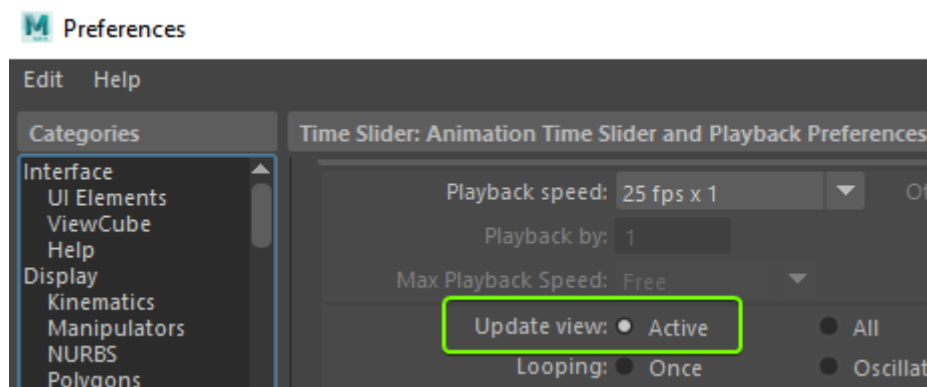 Preferences
Edit Help
Categories
Time Slider: Animation Time Slider and Playback Preferences
Interface
UI Elements
ViewCube
Help
Display
Kinematics
Manipulators
NURBS
Polygons
Playback speed: 25 fps x 1
Playback by: 1
Max Playback Speed: Free
Update view: Active All
Looping: Once